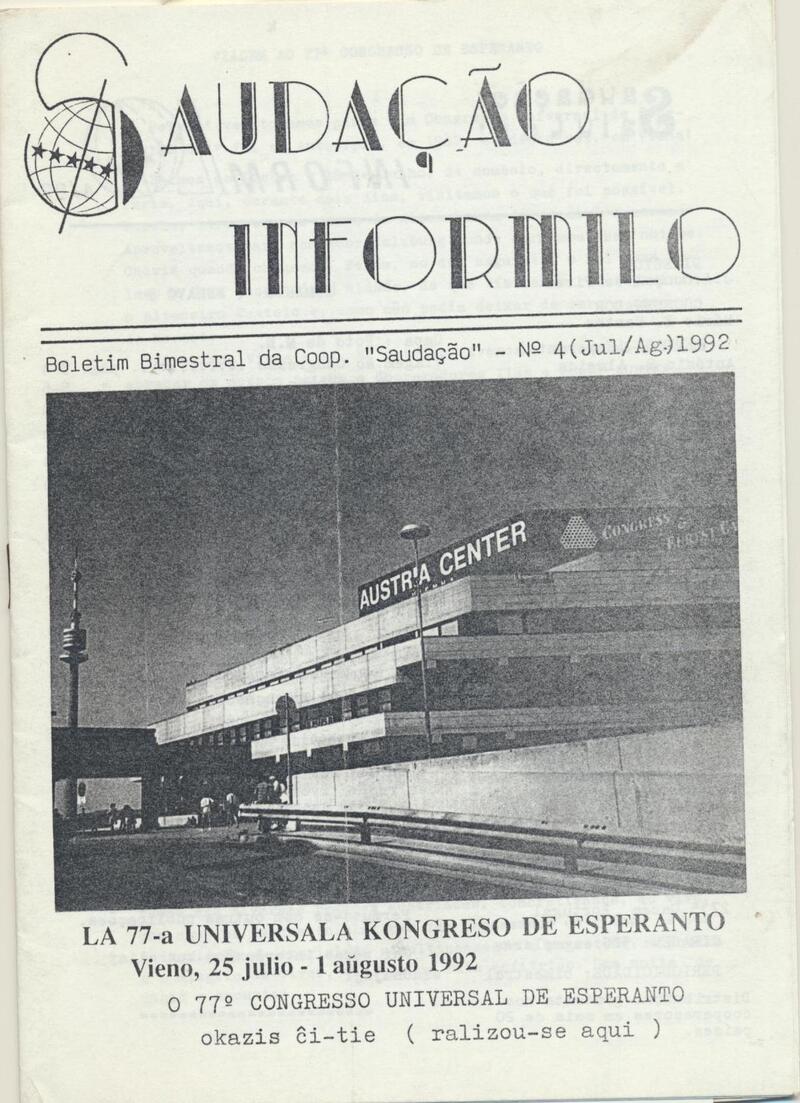 SAUDAÇÃO
INFORMILO
Boletim Bimestral da Coop. "Saudação" - Nº 4(Jul/Ag.)1992
AUSTRIA CENTER
CONGRESS &
LA 77-a UNIVERSALA KONGRESO DE ESPERANTO
Vieno, 25 julio - 1 aŭgusto 1992
O 77º CONGRESSO UNIVERSAL DE ESPERANTO
okazis ĉi-tie ( ralizou-se aqui )